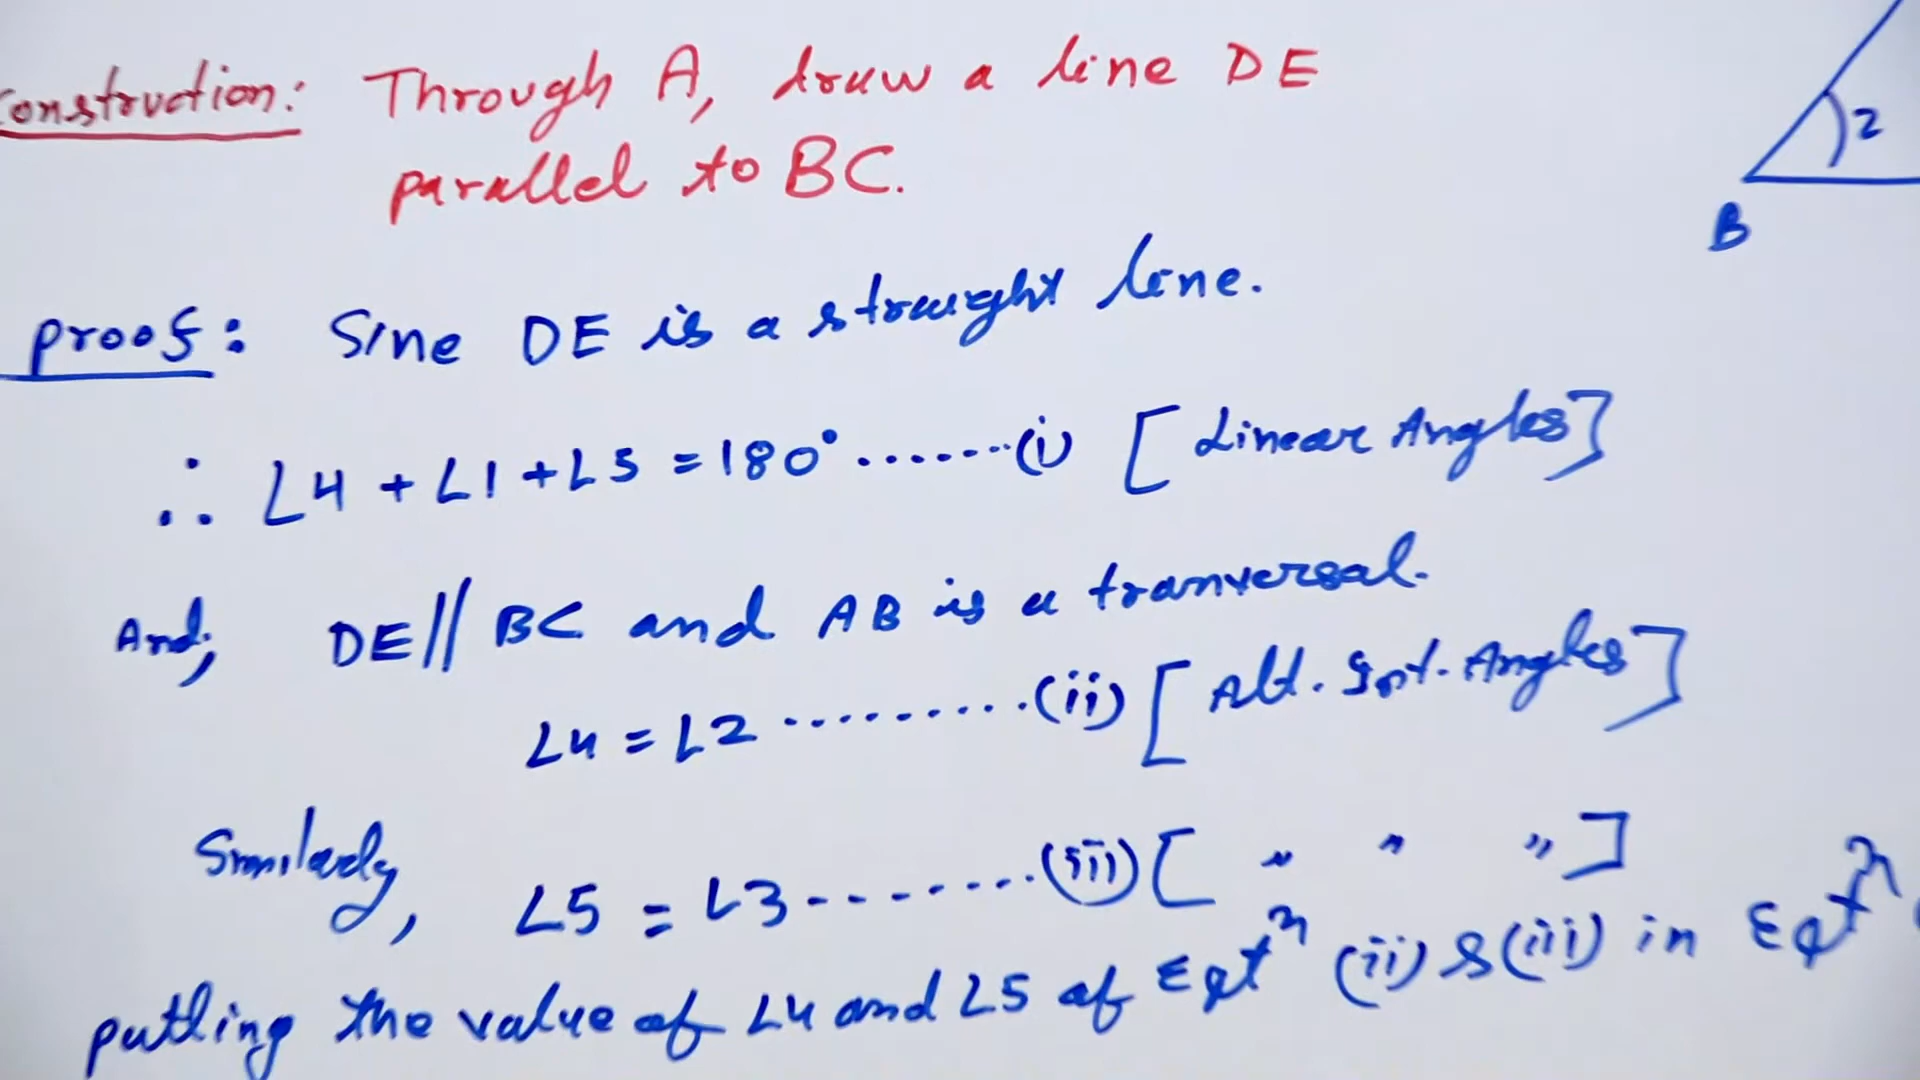 Construction: Through A, draw a line DE
parallel to BC.
2
B
proof: Sine DE is a straight line.
∴ ∠4 + ∠1 + ∠5 = 180° .......(i) [Linear Angles]
And, DE // BC and AB is a tranversal.
∠4 = ∠2 ..........(ii) [Alt. Int. Angles]
Similarly, ∠5 = ∠3 --------(iii) [ " " " ]
putting the value of ∠4 and ∠5 of Eqtⁿ (ii) & (iii) in Eqtⁿ